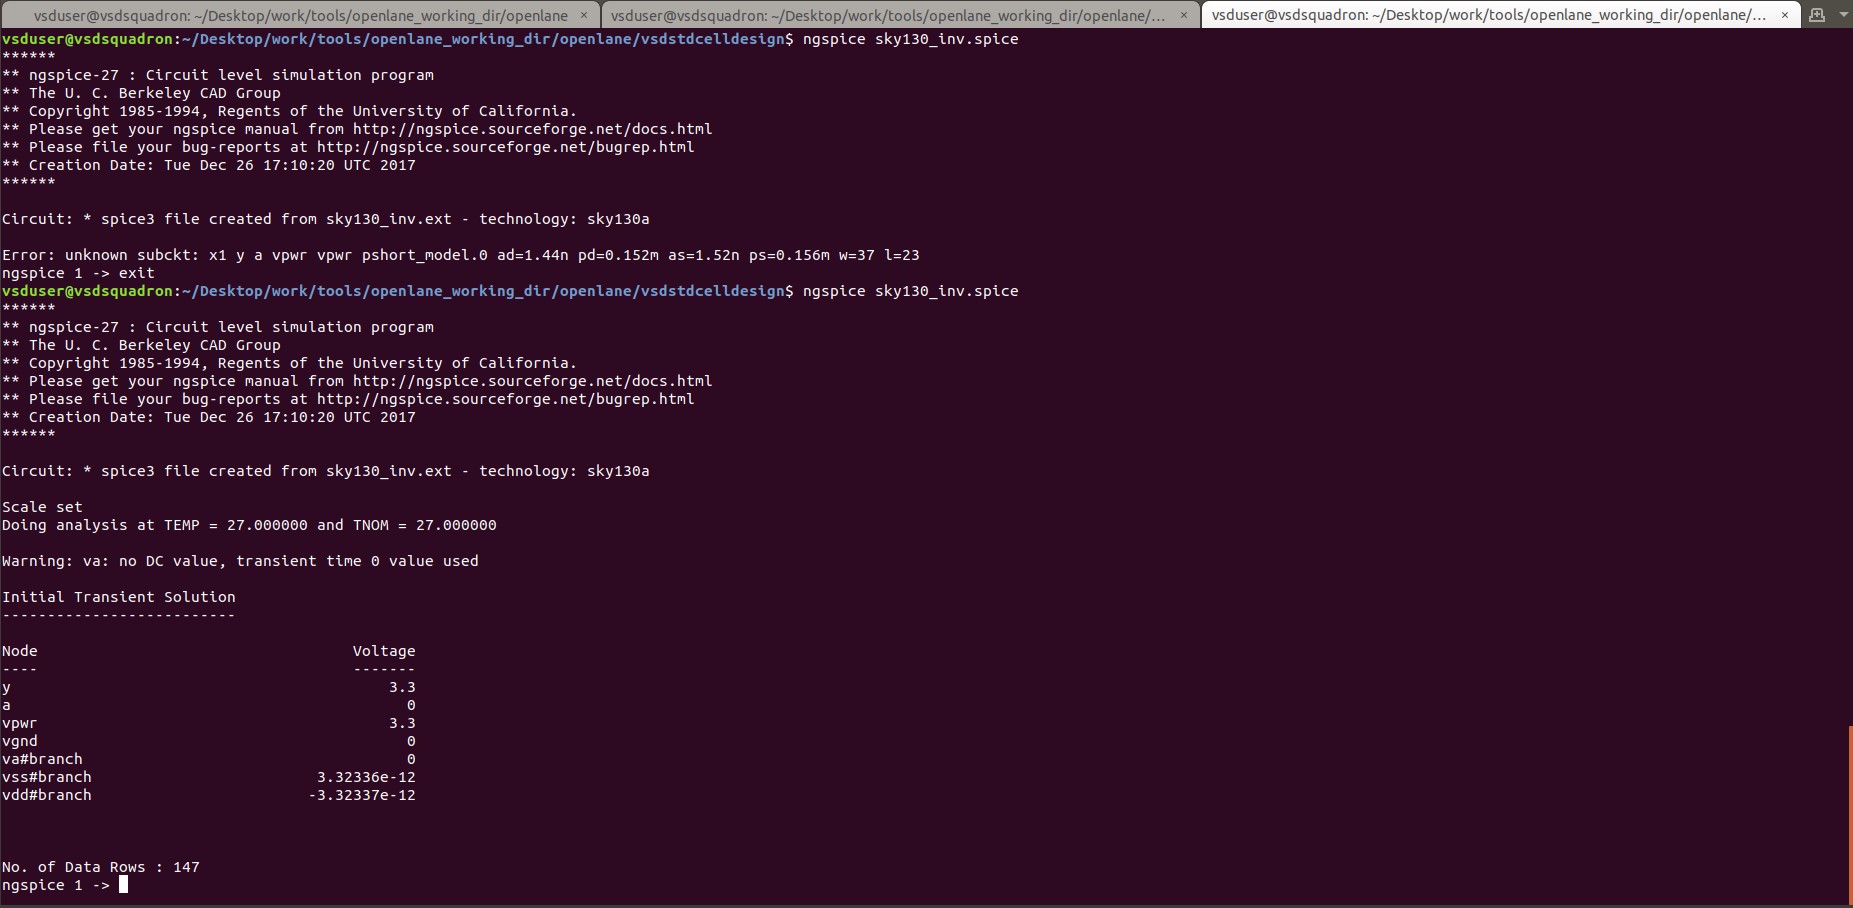 vsduser@vsdsquadron: ~/Desktop/work/tools/openlane_working_dir/openlane × vsduser@vsdsquadron: ~/Desktop/work/tools/openlane_working_dir/openlane/... × vsduser@vsdsquadron: ~/Desktop/work/tools/openlane_working_dir/openlane/... ×
vsduser@vsdsquadron:~/Desktop/work/tools/openlane_working_dir/openlane/vsdstdcelldesign$ ngspice sky130_inv.spice
******
** ngspice-27 : Circuit level simulation program
** The U. C. Berkeley CAD Group
** Copyright 1985-1994, Regents of the University of California.
** Please get your ngspice manual from http://ngspice.sourceforge.net/docs.html
** Please file your bug-reports at http://ngspice.sourceforge.net/bugrep.html
** Creation Date: Tue Dec 26 17:10:20 UTC 2017
******
Circuit: * spice3 file created from sky130_inv.ext - technology: sky130a
Error: unknown subckt: x1 y a vpwr vpwr pshort_model.0 ad=1.44n pd=0.152m as=1.52n ps=0.156m w=37 l=23
ngspice 1 -> exit
vsduser@vsdsquadron:~/Desktop/work/tools/openlane_working_dir/openlane/vsdstdcelldesign$ ngspice sky130_inv.spice
******
** ngspice-27 : Circuit level simulation program
** The U. C. Berkeley CAD Group
** Copyright 1985-1994, Regents of the University of California.
** Please get your ngspice manual from http://ngspice.sourceforge.net/docs.html
** Please file your bug-reports at http://ngspice.sourceforge.net/bugrep.html
** Creation Date: Tue Dec 26 17:10:20 UTC 2017
******
Circuit: * spice3 file created from sky130_inv.ext - technology: sky130a
Scale set
Doing analysis at TEMP = 27.000000 and TNOM = 27.000000
Warning: va: no DC value, transient time 0 value used
Initial Transient Solution
--------------------------
Node Voltage
---- -------
y 3.3
a 0
vpwr 3.3
vgnd 0
va#branch 0
vss#branch 3.32336e-12
vdd#branch -3.32337e-12
No. of Data Rows : 147
ngspice 1 ->